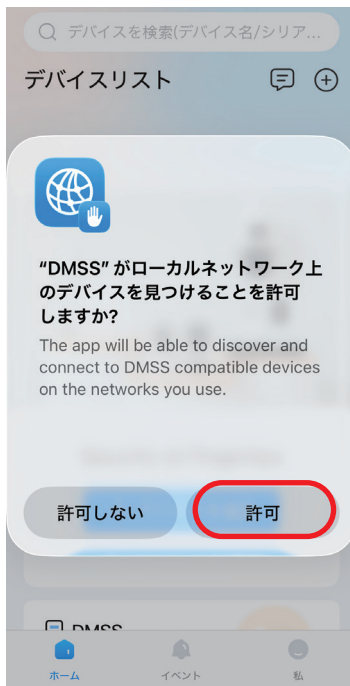 デバイスを検索(デバイス名/シリア...
デバイスリスト
“DMSS” がローカルネットワーク上
のデバイスを見つけることを許可
しますか?
The app will be able to discover and
connect to DMSS compatible devices
on the networks you use.
許可しない
許可
DMSS
ホーム
イベント
私